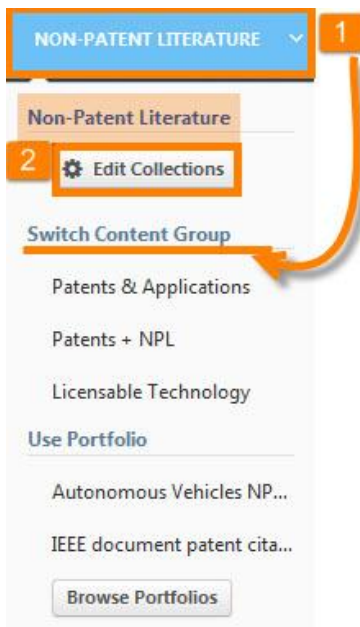 NON-PATENT LITERATURE
1
Non-Patent Literature
2
Edit Collections
Switch Content Group
Patents & Applications
Patents + NPL
Licensable Technology
Use Portfolio
Autonomous Vehicles NP...
IEEE document patent cita...
Browse Portfolios